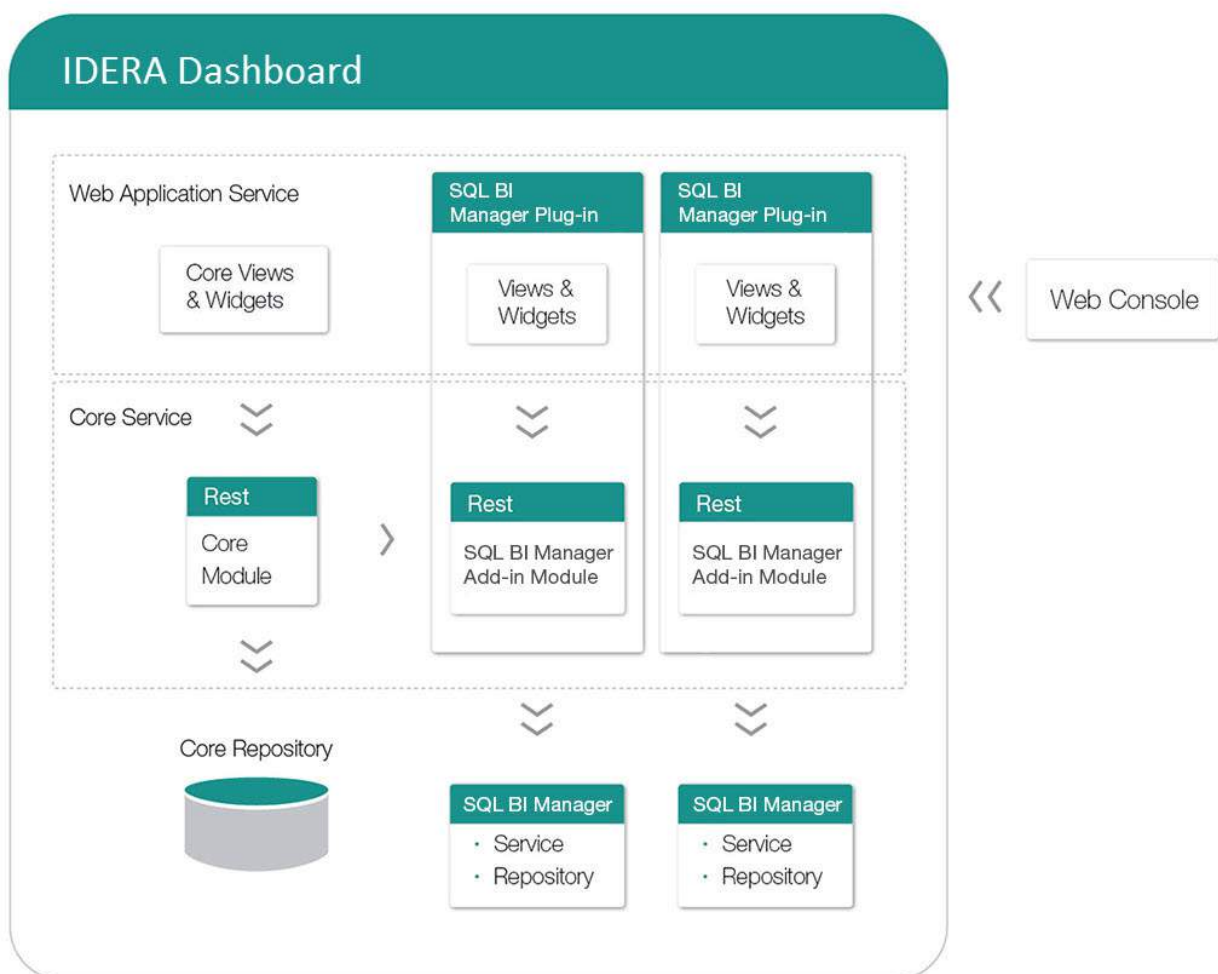 IDERA Dashboard
Web Application Service
Core Views
& Widgets
SQL BI
Manager Plug-in
Views &
Widgets
SQL BI
Manager Plug-in
Views &
Widgets
Web Console
Core Service
Rest
Core
Module
Rest
SQL BI Manager
Add-in Module
Rest
SQL BI Manager
Add-in Module
Core Repository
SQL BI Manager
· Service
· Repository
SQL BI Manager
· Service
· Repository